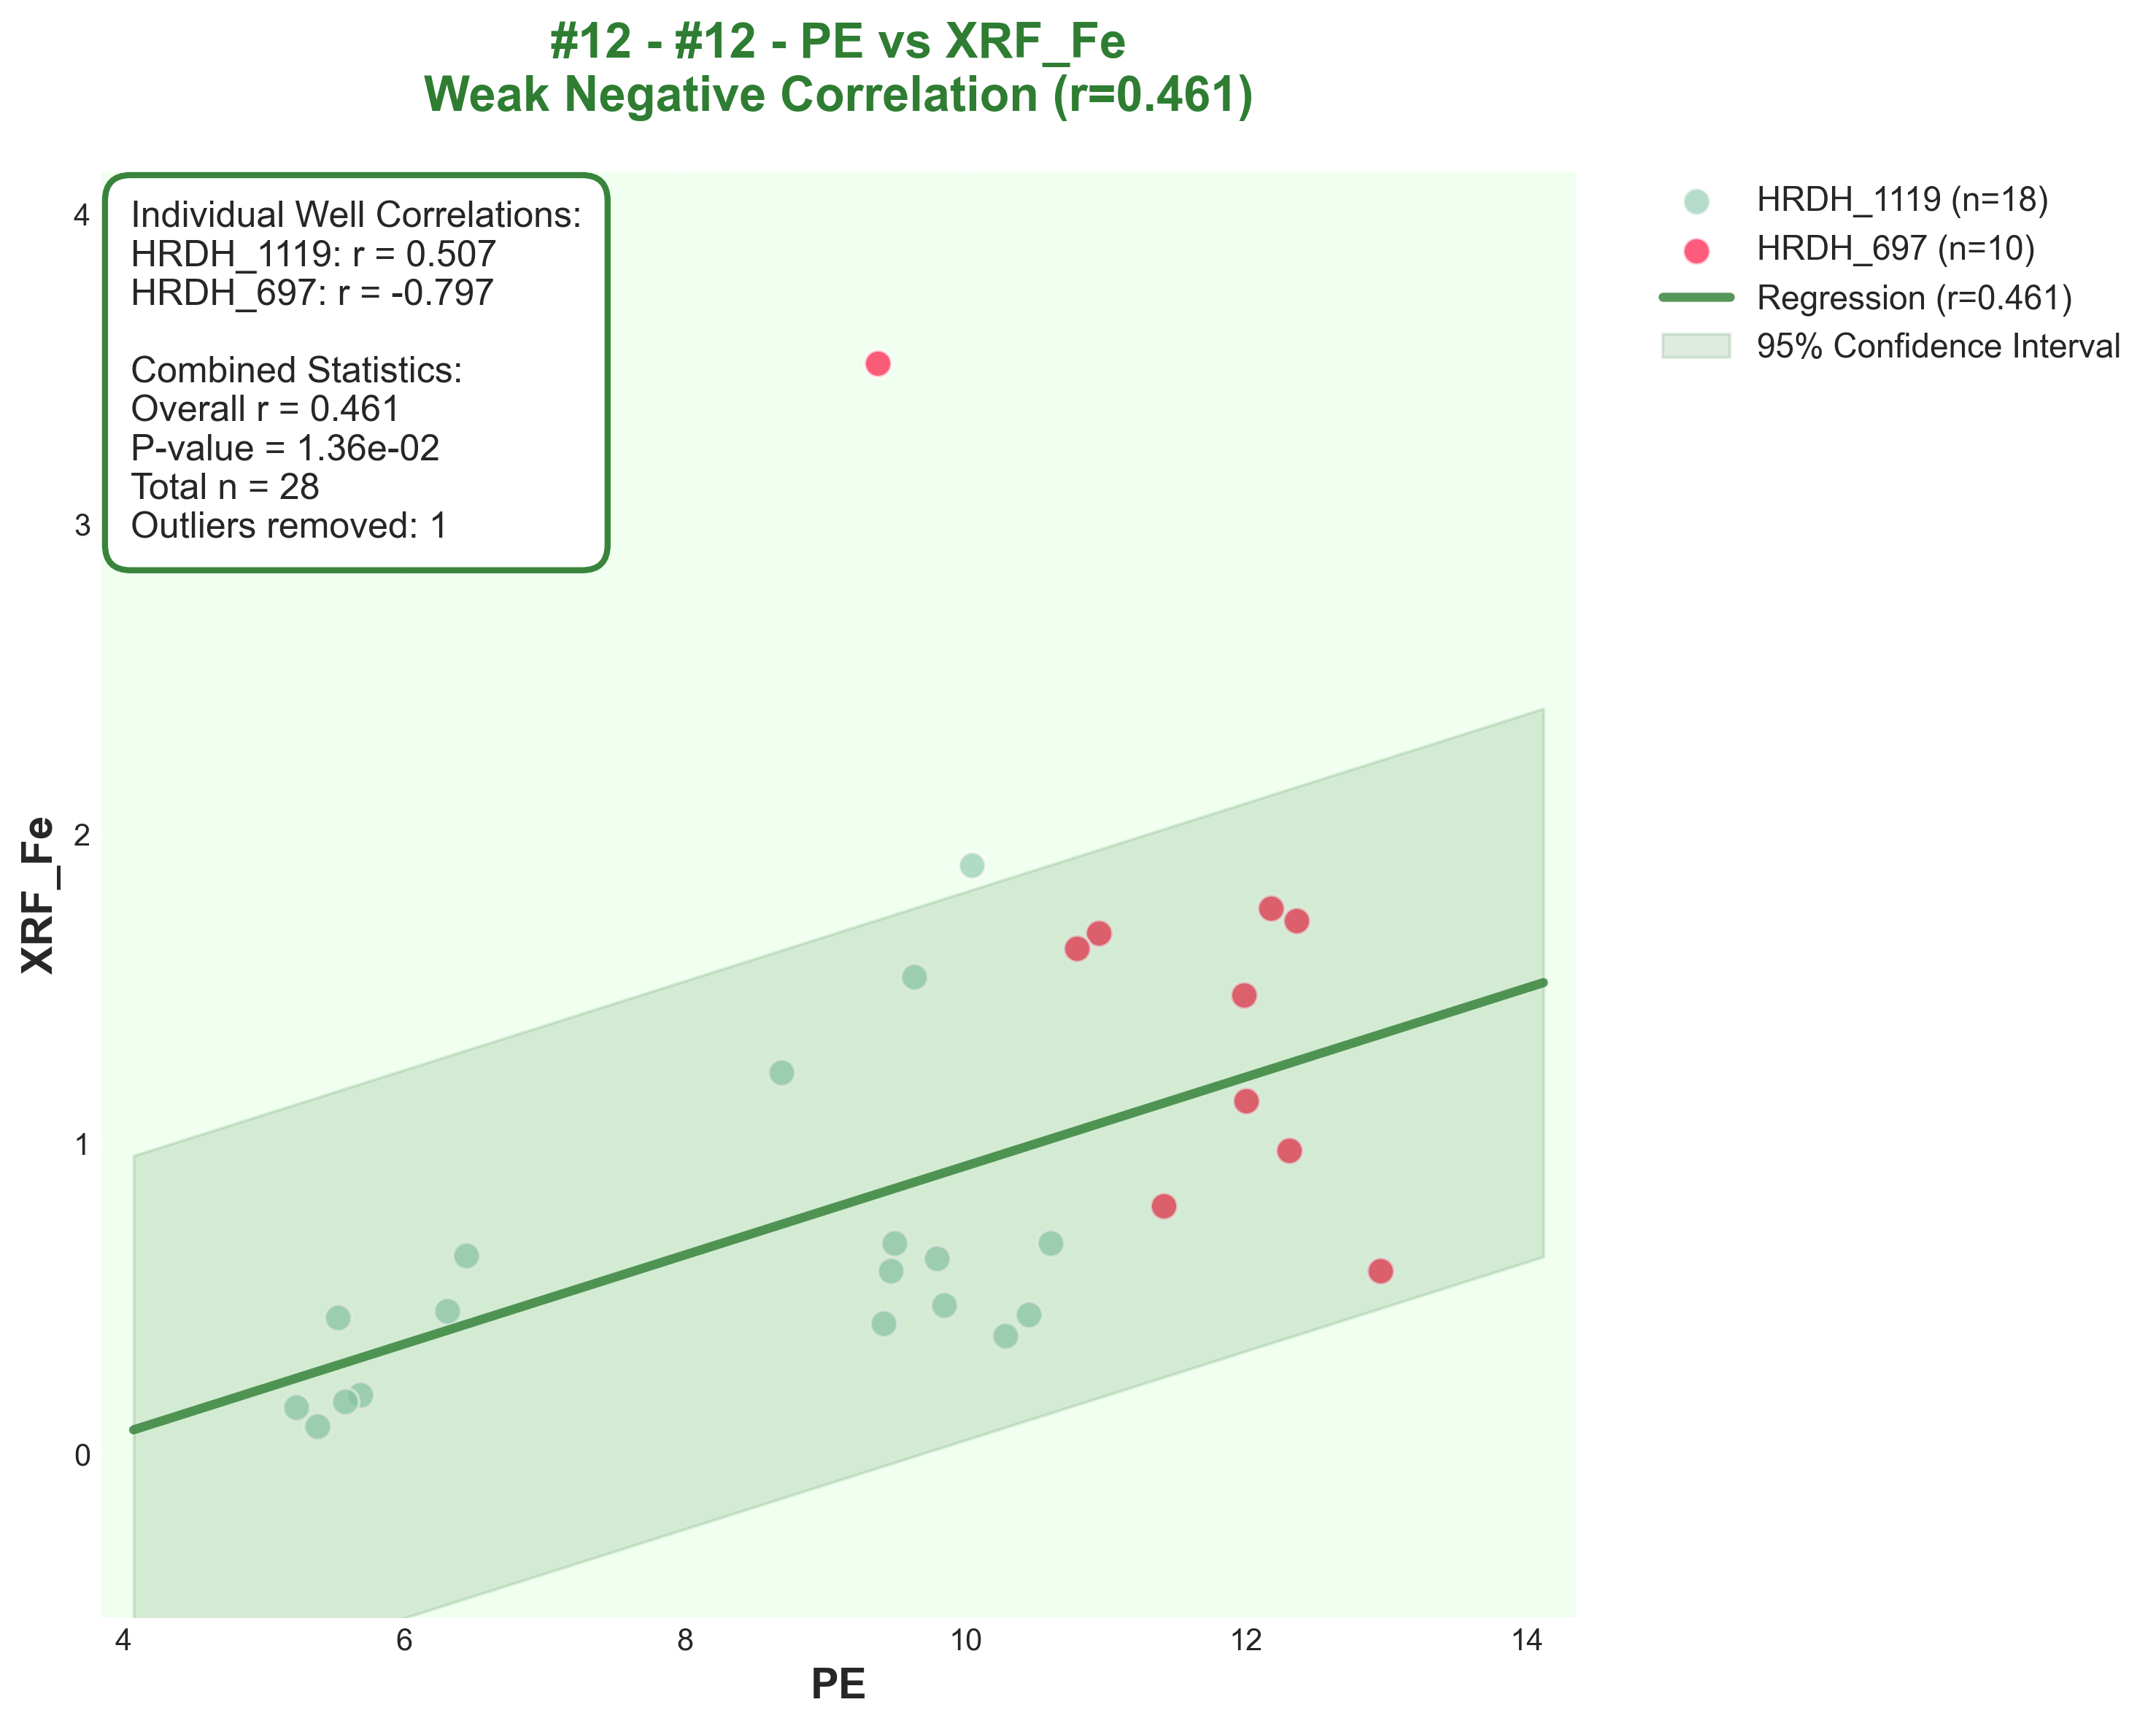 #12 - #12 - PE vs XRF_Fe
Weak Negative Correlation (r=0.461)
Individual Well Correlations:
HRDH_1119: r = 0.507
HRDH_697: r = -0.797
Combined Statistics:
Overall r = 0.461
P-value = 1.36e-02
Total n = 28
Outliers removed: 1
HRDH_1119 (n=18)
HRDH_697 (n=10)
Regression (r=0.461)
95% Confidence Interval
XRF_Fe
4
3
2
1
0
4
6
8
10
12
14
PE